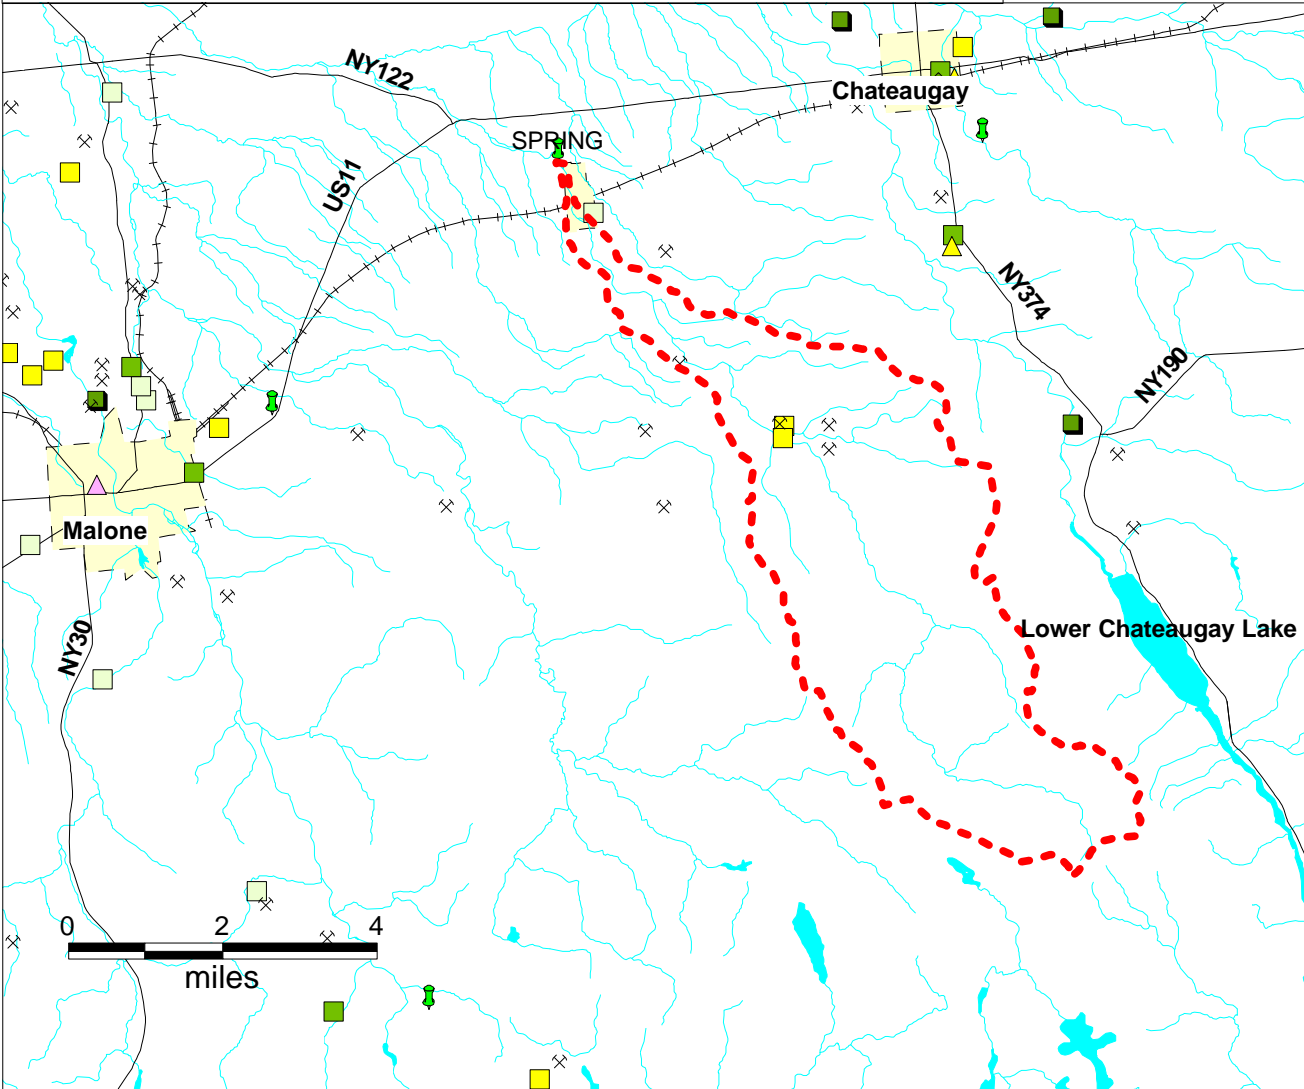 NY122
Chateaugay
SPRING
US11
NY374
NY190
Malone
Lower Chateaugay Lake
NY30
0 2 4
miles